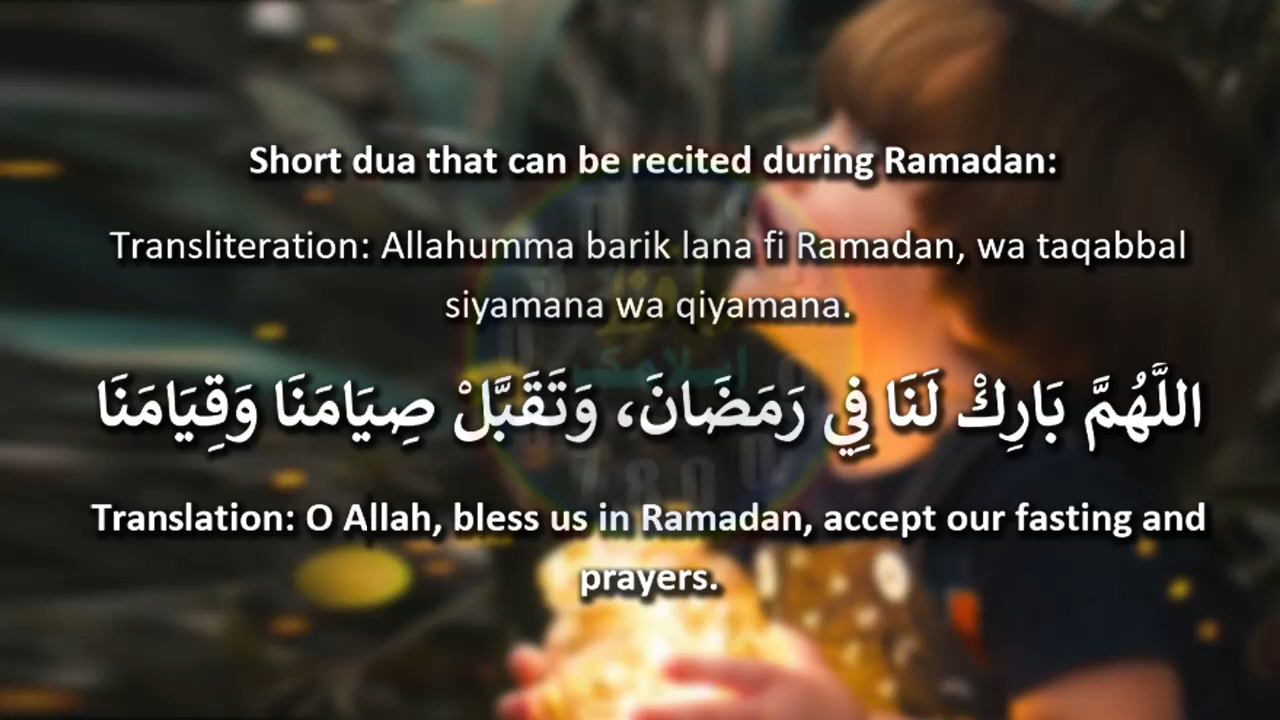 Short dua that can be recited during Ramadan:
Transliteration: Allahumma barik lana fi Ramadan, wa taqabbal
siyamana wa qiyamana.
اللَّهُمَّ بَارِكْ لَنَا فِي رَمَضَانَ، وَتَقَبَّلْ صِيَامَنَا وَقِيَامَنَا
Translation: O Allah, bless us in Ramadan, accept our fasting and
prayers.